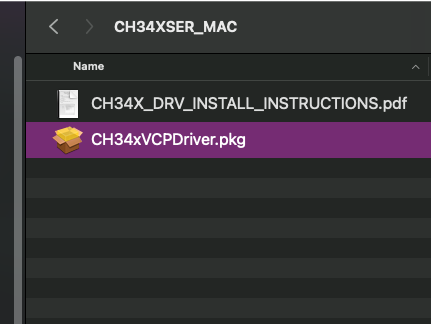 CH34XSER_MAC
Name
CH34X_DRV_INSTALL_INSTRUCTIONS.pdf
CH34xVCPDriver.pkg